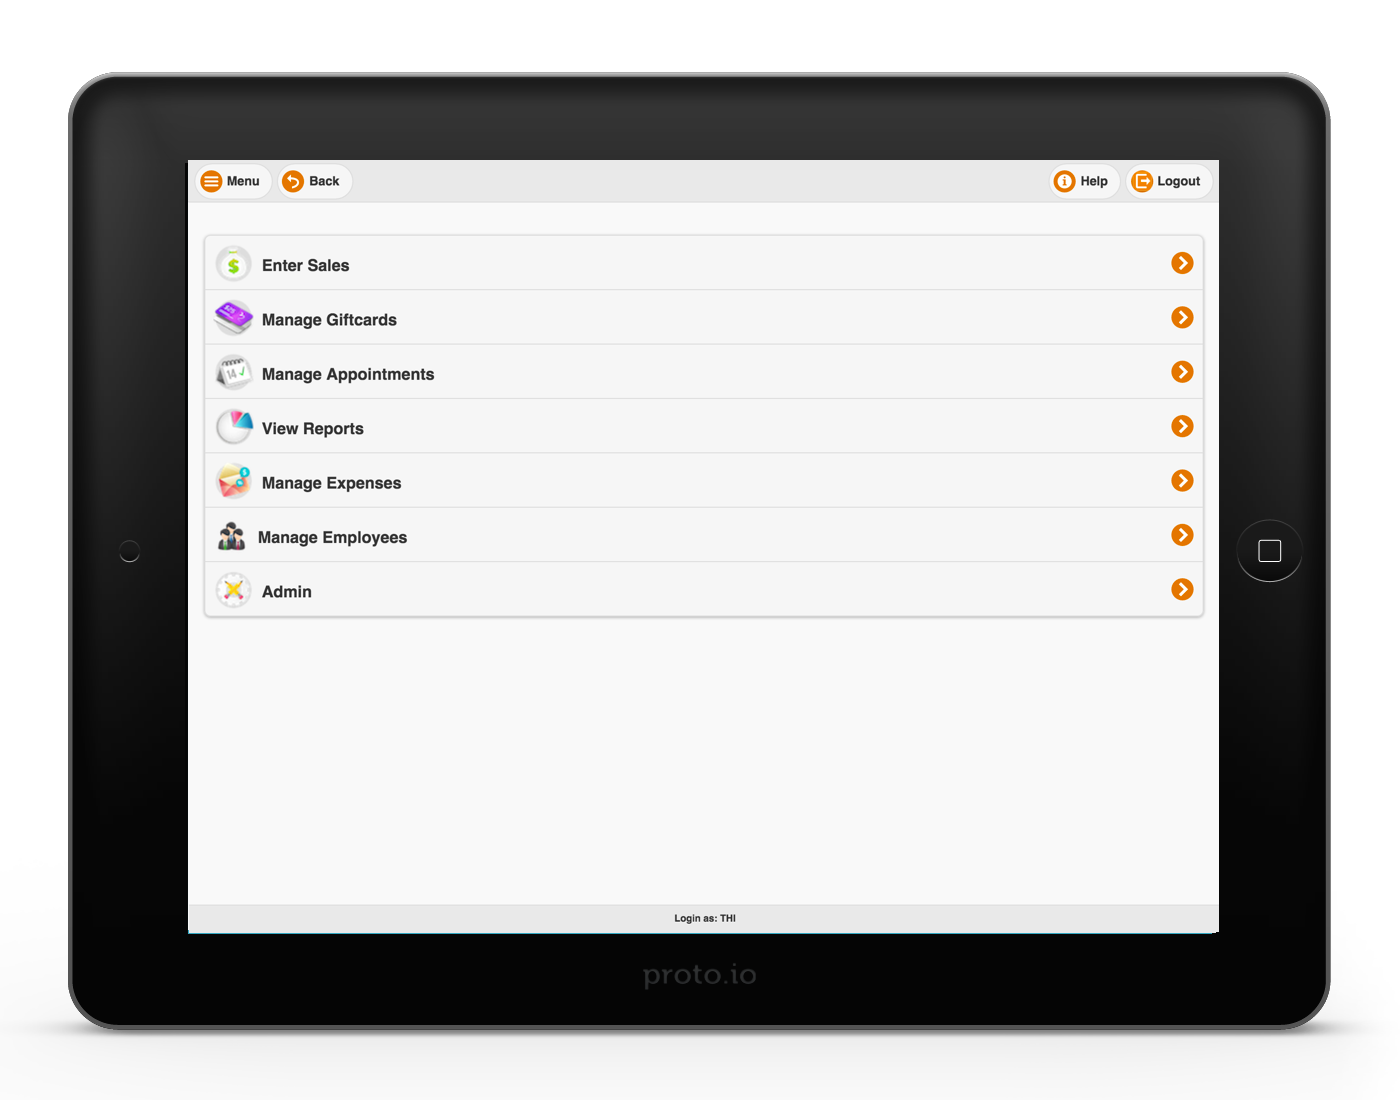 Menu Back Help Logout
Enter Sales
Manage Giftcards
14
Manage Appointments
View Reports
Manage Expenses
Manage Employees
Admin
Login as: THI
proto.io